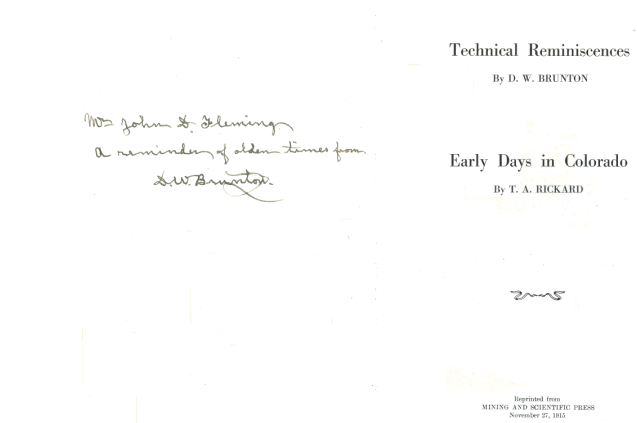 Mr John D. Fleming
A reminder of olden times from
D.W. Brunton.
Technical Reminiscences
By D. W. BRUNTON
Early Days in Colorado
By T. A. RICKARD
Reprinted from
MINING AND SCIENTIFIC PRESS
November 27, 1915